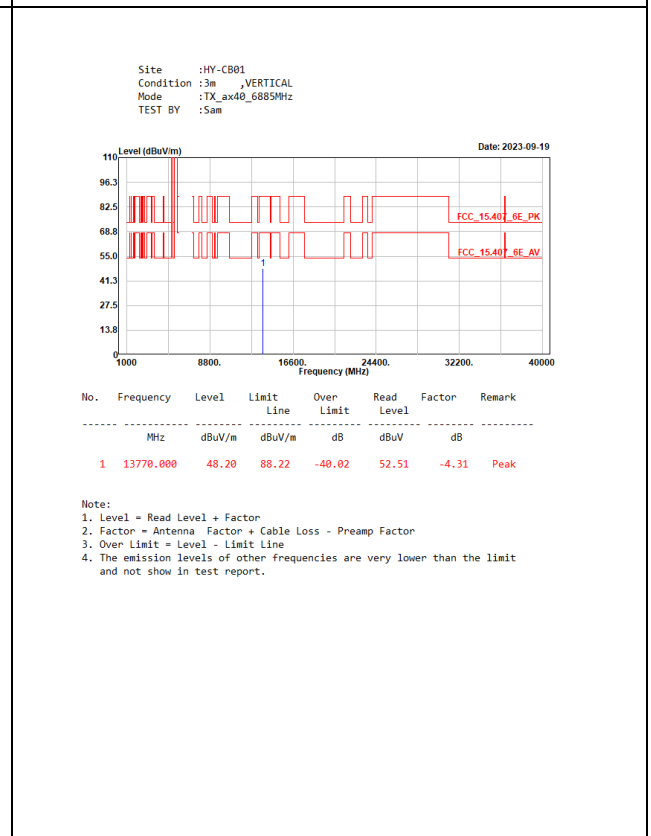 Site      :HY-CB01
Condition :3m    ,VERTICAL
Mode      :TX_ax40_6885MHz
TEST BY   :Sam
Level (dBuV/m)    Date: 2023-09-19
110
96.3
82.5
FCC_15.407_6E_PK
68.8
FCC_15.407_6E_AV
55.0
1
41.3
27.5
13.8
0
1000    8800.    16600.    24400.    32200.    40000
Frequency (MHz)
No.   Frequency    Level    Limit      Over      Read    Factor    Remark
Line     Limit     Level
------ ----------- -------- --------- --------- --------- ------- ---------
MHz      dBuV/m    dBuV/m      dB       dBuV      dB
1  13770.000     48.20     88.22    -40.02     52.51     -4.31    Peak
Note:
1. Level = Read Level + Factor
2. Factor = Antenna  Factor + Cable Loss - Preamp Factor
3. Over Limit = Level - Limit Line
4. The emission levels of other frequencies are very lower than the limit
and not show in test report.